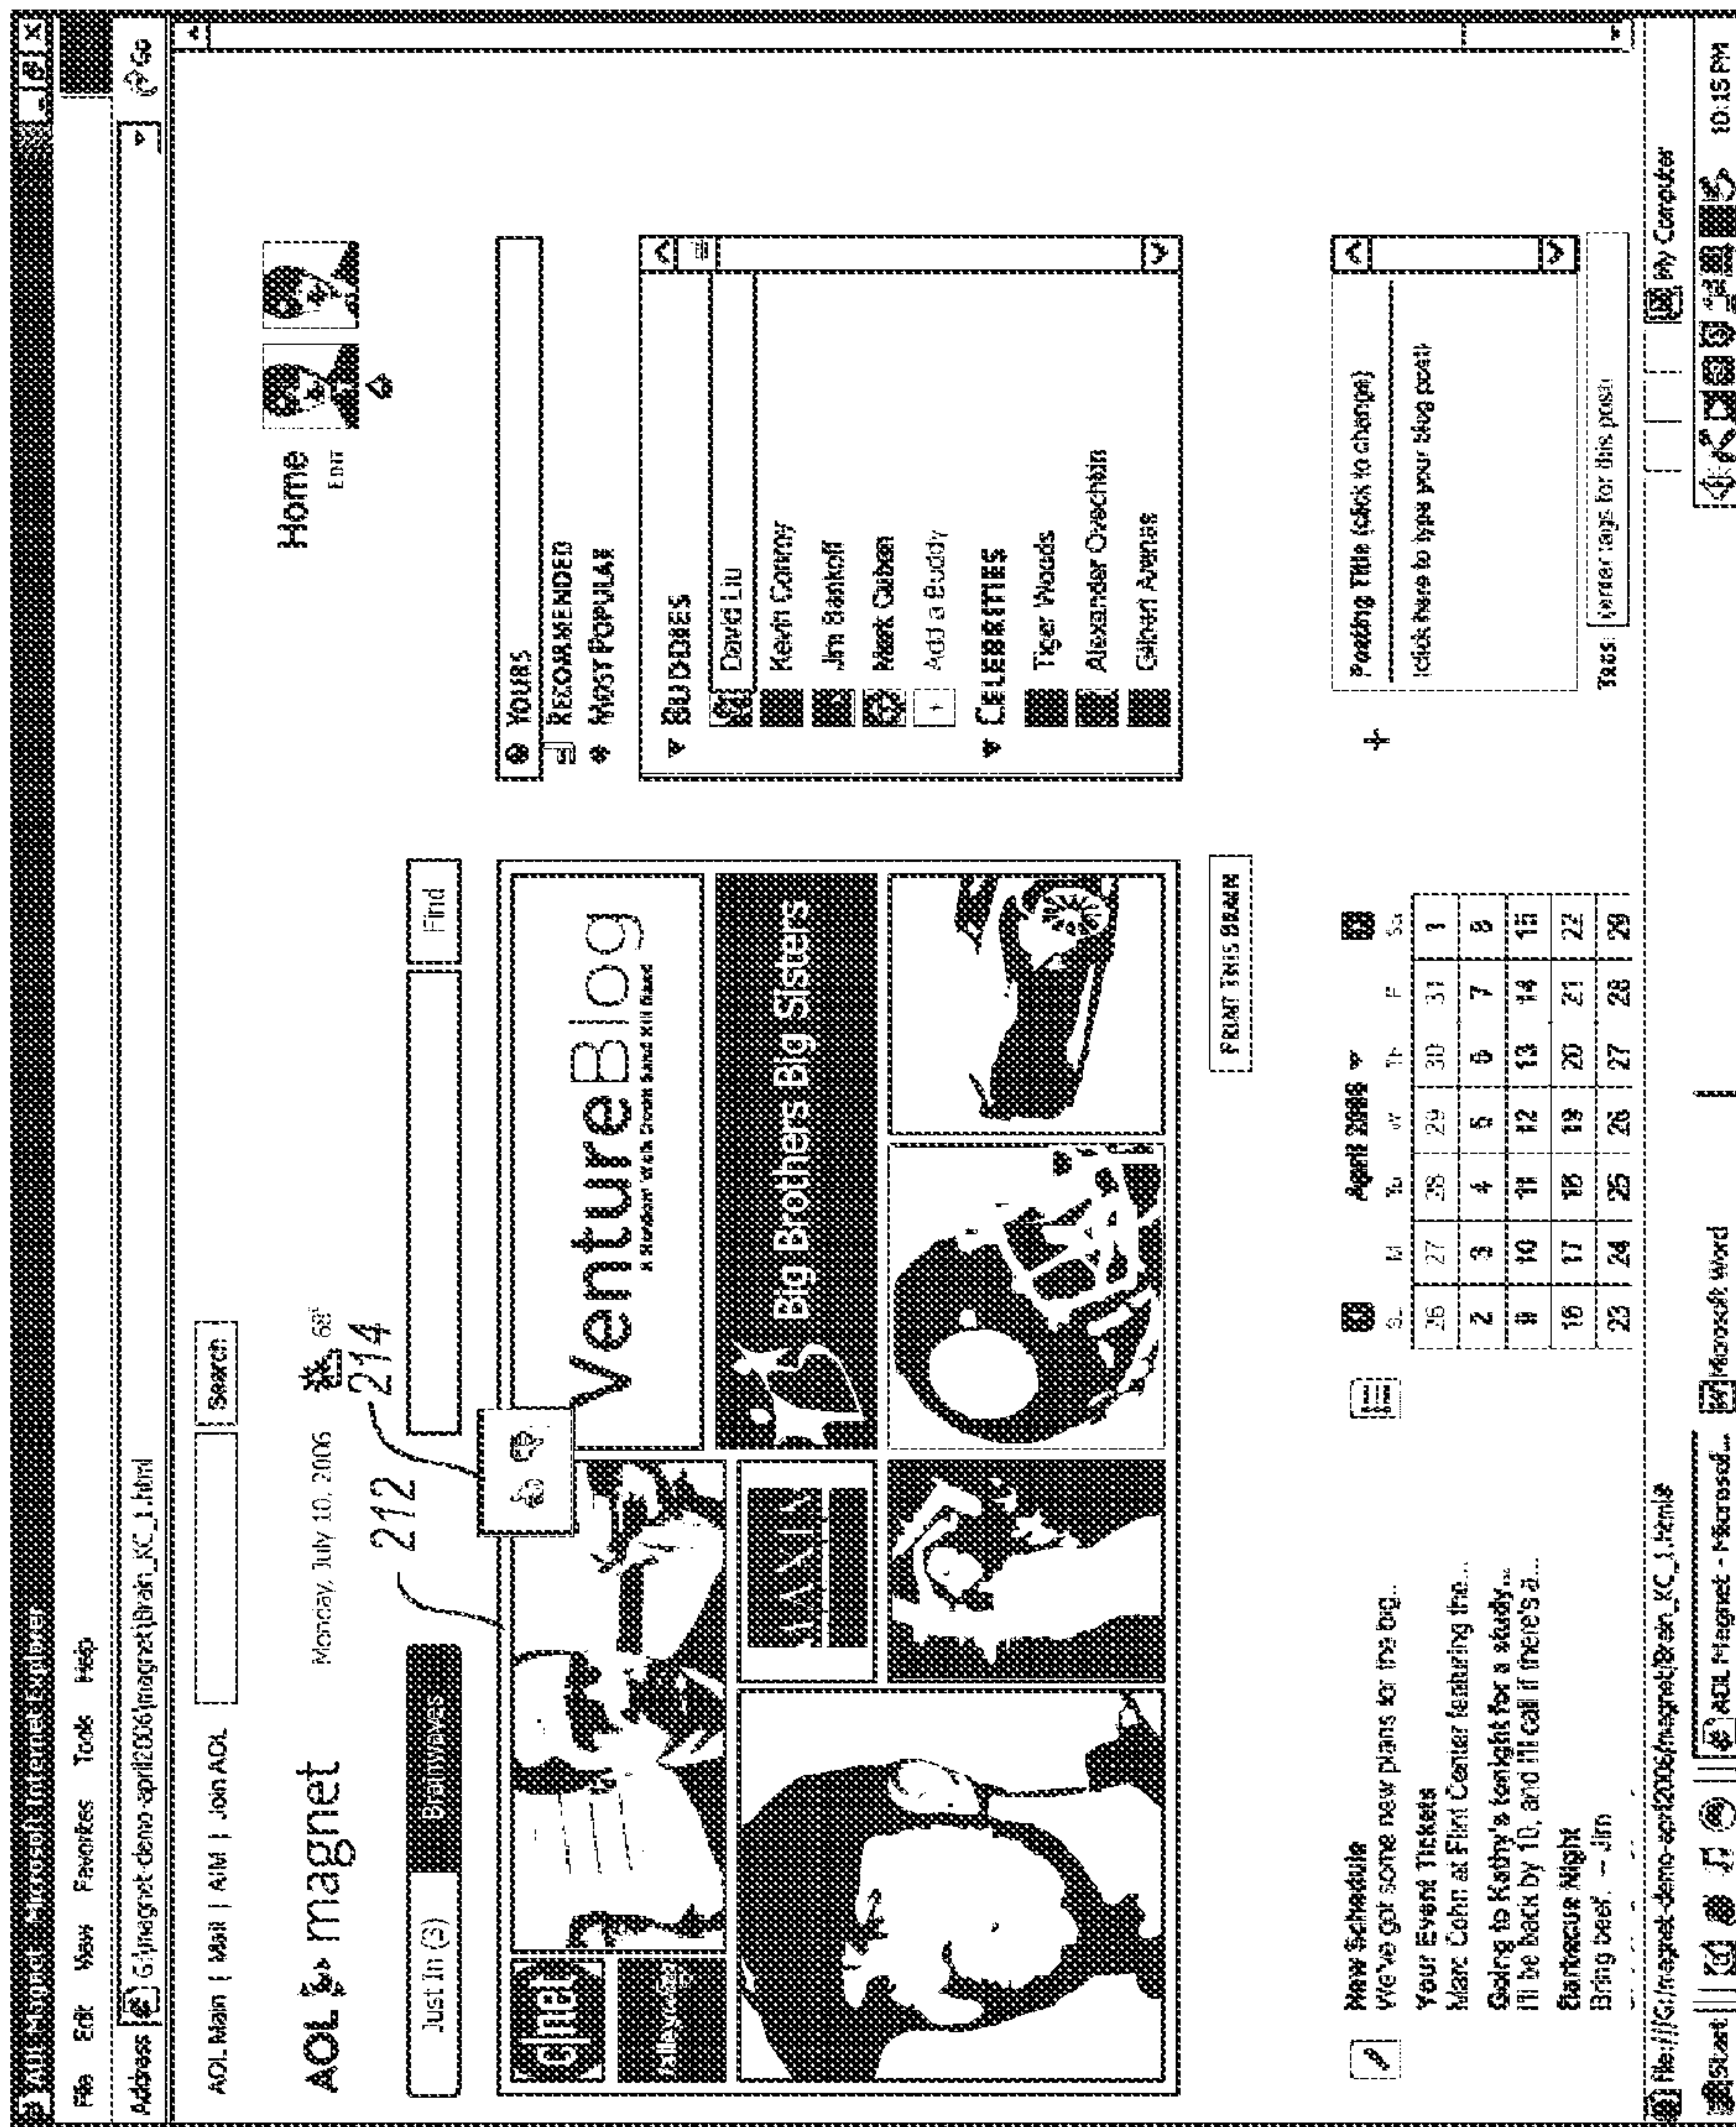 AOL Magnet - Microsoft Internet Explorer
File Edit View Favorites Tools Help
Address G:\magnet-demo-april2006\magnet\Brain_KC_1.html Go
AOL Main | Mail | AIM | Join AOL Search
AOL magnet
Monday, July 10, 2006 68°
Home
EDIT
212
214
Just In (3)
Brainwaves
Find
VentureBlog
A Random Walk Down Sand Hill Road
Big Brothers Big Sisters
PRINT THIS BRAIN
YOURS
RECOMMENDED
MOST POPULAR
BUDDIES
David Liu
Kevin Conroy
Jim Bankoff
Mark Cuban
+ Add a Buddy
CELEBRITIES
Tiger Woods
Alexander Ovechkin
Gilbert Arenas
New Schedule
We've got some new plans for the big...
Your Event Tickets
Marc Cohn at Flint Center featuring the...
Going to Kathy's tonight for a study...
I'll be back by 10, and I'll call if there's a...
Barbecue Night
Bring beer. -- Jim
April 2006
Su M Tu W Th F Sa
26 27 28 29 30 31 1
2 3 4 5 6 7 8
9 10 11 12 13 14 15
16 17 18 19 20 21 22
23 24 25 26 27 28 29
+
Posting Title (click to change)
(click here to type your blog post)
TAGS: (enter tags for this post)
file:///G:/magnet-demo-april2006/magnet/Brain_KC_1.html#
My Computer
Start
AOL Magnet - Microsof...
Microsoft Word
10:15 PM